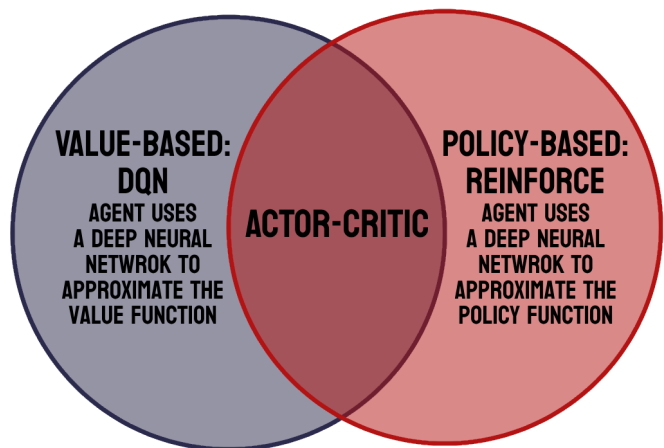 VALUE-BASED:
DQN
AGENT USES
A DEEP NEURAL
NETWROK TO
APPROXIMATE THE
VALUE FUNCTION
ACTOR-CRITIC
POLICY-BASED:
REINFORCE
AGENT USES
A DEEP NEURAL
NETWROK TO
APPROXIMATE THE
POLICY FUNCTION